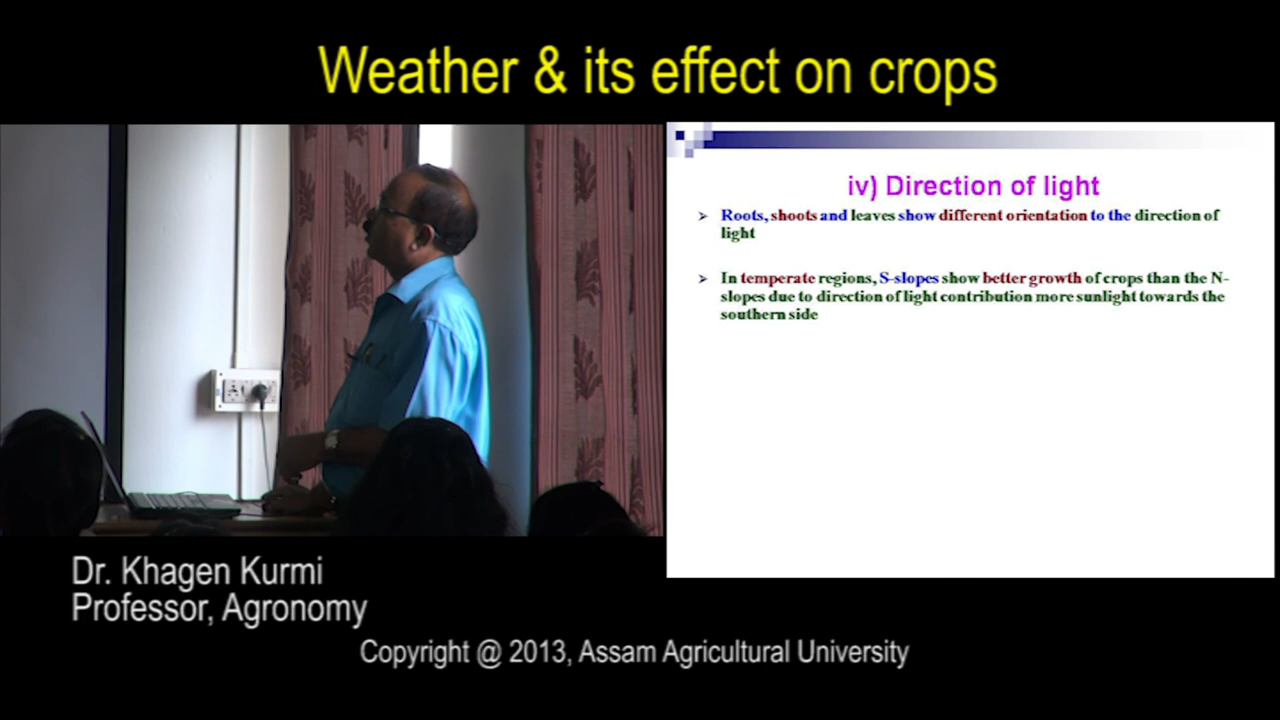 Weather & its effect on crops
iv) Direction of light
Roots, shoots and leaves show different orientation to the direction of
light
In temperate regions, S-slopes show better growth of crops than the N-
slopes due to direction of light contribution more sunlight towards the
southern side
Dr. Khagen Kurmi
Professor, Agronomy
Copyright @ 2013, Assam Agricultural University